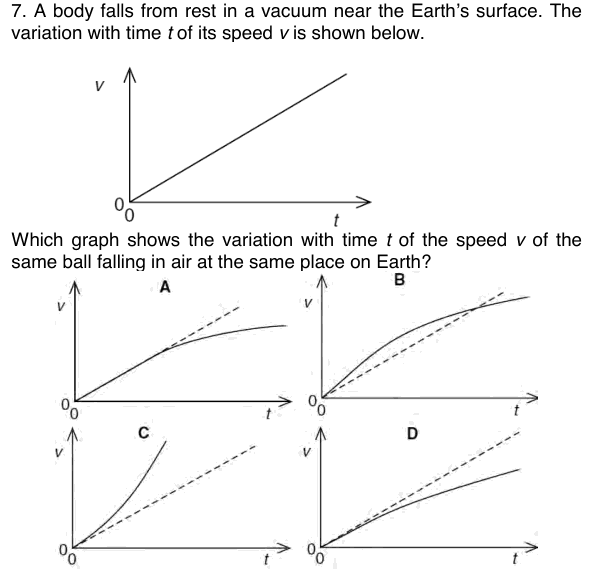 7. A body falls from rest in a vacuum near the Earth's surface. The
variation with time t of its speed v is shown below.
v
0
0
t
Which graph shows the variation with time t of the speed v of the
same ball falling in air at the same place on Earth?
A
v
0
0
t
B
v
0
0
t
C
v
0
0
t
D
v
0
0
t